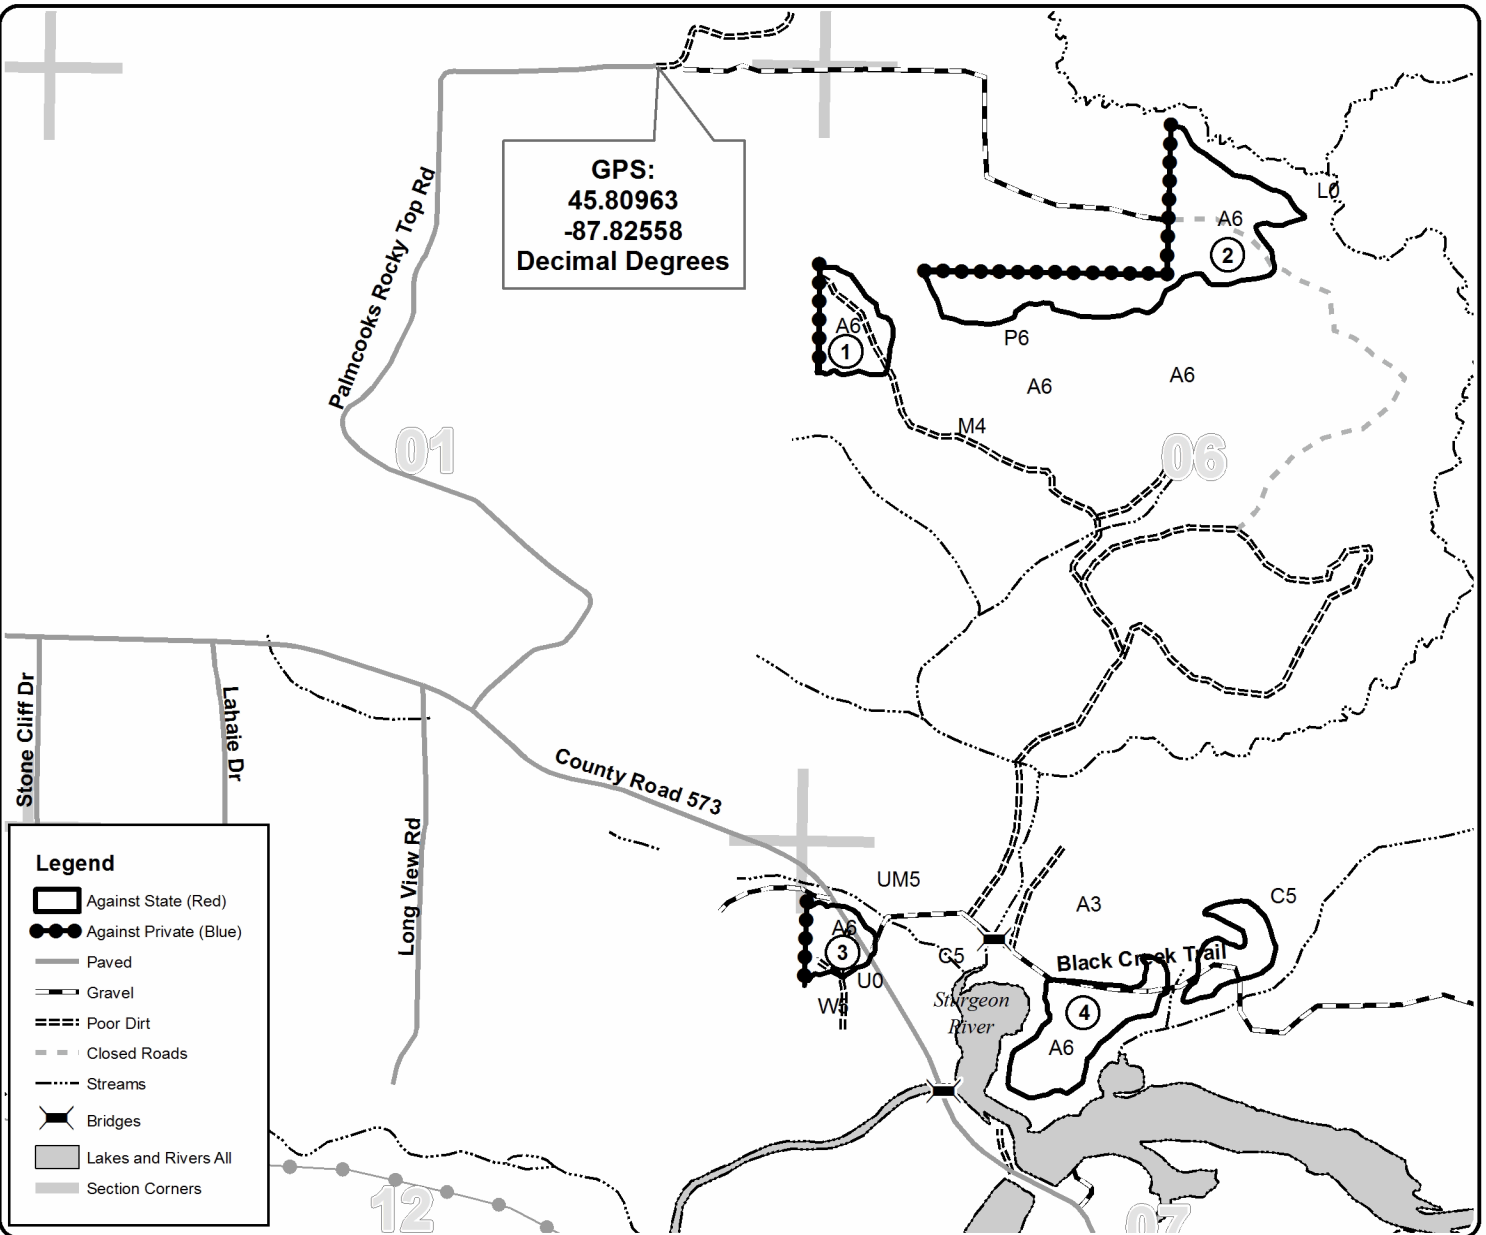 GPS:
45.80963
-87.82558
Decimal Degrees
Palmcooks Rocky Top Rd
L0
A6
2
A6
1
P6
A6
A6
M4
01
06
Stone Cliff Dr
Lahaie Dr
County Road 573
Long View Rd
UM5
A3
C5
A6
3
C5
Black Creek Trail
U0
W5
Sturgeon
River
4
A6
Legend
Against State (Red)
Against Private (Blue)
Paved
Gravel
Poor Dirt
Closed Roads
Streams
Bridges
Lakes and Rivers All
Section Corners
12
07